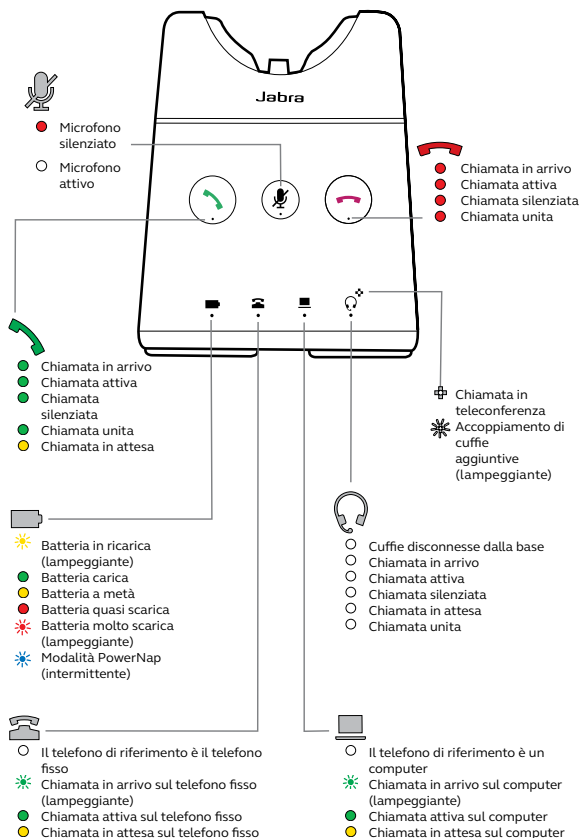 Jabra
Microfono
silenziato
Microfono
attivo
Chiamata in arrivo
Chiamata attiva
Chiamata silenziata
Chiamata unita
Chiamata in arrivo
Chiamata attiva
Chiamata
silenziata
Chiamata unita
Chiamata in attesa
Chiamata in
teleconferenza
Accoppiamento di
cuffie
aggiuntive
(lampeggiante)
Batteria in ricarica
(lampeggiante)
Batteria carica
Batteria a metà
Batteria quasi scarica
Batteria molto scarica
(lampeggiante)
Modalità PowerNap
(intermittente)
Cuffie disconnesse dalla base
Chiamata in arrivo
Chiamata attiva
Chiamata silenziata
Chiamata in attesa
Chiamata unita
Il telefono di riferimento è il telefono
fisso
Chiamata in arrivo sul telefono fisso
(lampeggiante)
Chiamata attiva sul telefono fisso
Chiamata in attesa sul telefono fisso
Il telefono di riferimento è un
computer
Chiamata in arrivo sul computer
(lampeggiante)
Chiamata attiva sul computer
Chiamata in attesa sul computer